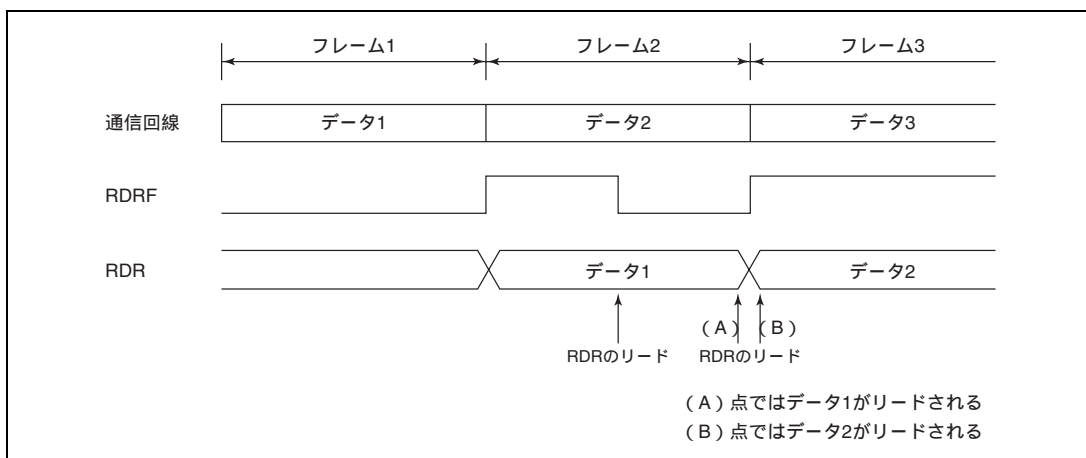 フレーム1 フレーム2 フレーム3
通信回線 データ1 データ2 データ3
RDRF
RDR データ1 データ2
（A） （B）
RDRのリード RDRのリード
（A）点ではデータ1がリードされる
（B）点ではデータ2がリードされる